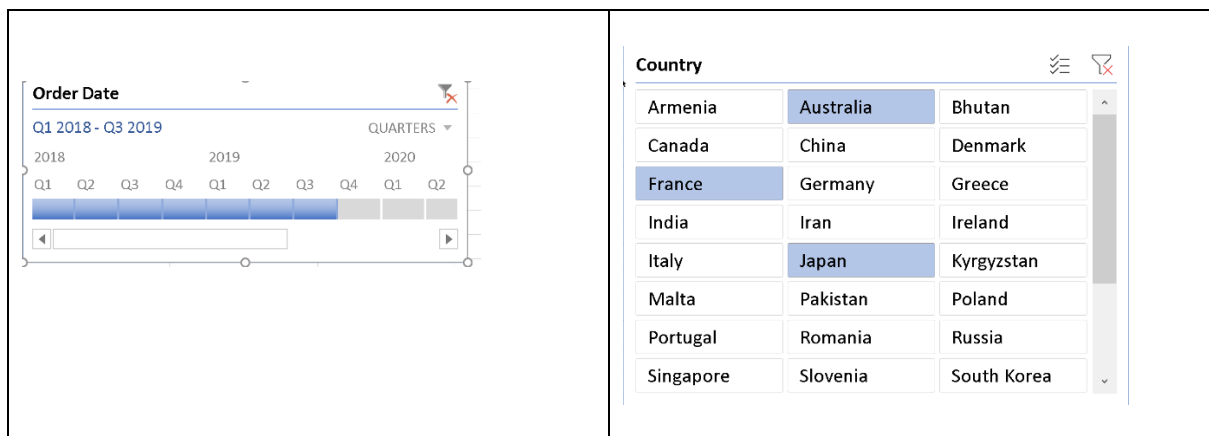 Order Date
Q1 2018 - Q3 2019 QUARTERS
2018 2019 2020
Q1 Q2 Q3 Q4 Q1 Q2 Q3 Q4 Q1 Q2
Country
Armenia Australia Bhutan
Canada China Denmark
France Germany Greece
India Iran Ireland
Italy Japan Kyrgyzstan
Malta Pakistan Poland
Portugal Romania Russia
Singapore Slovenia South Korea